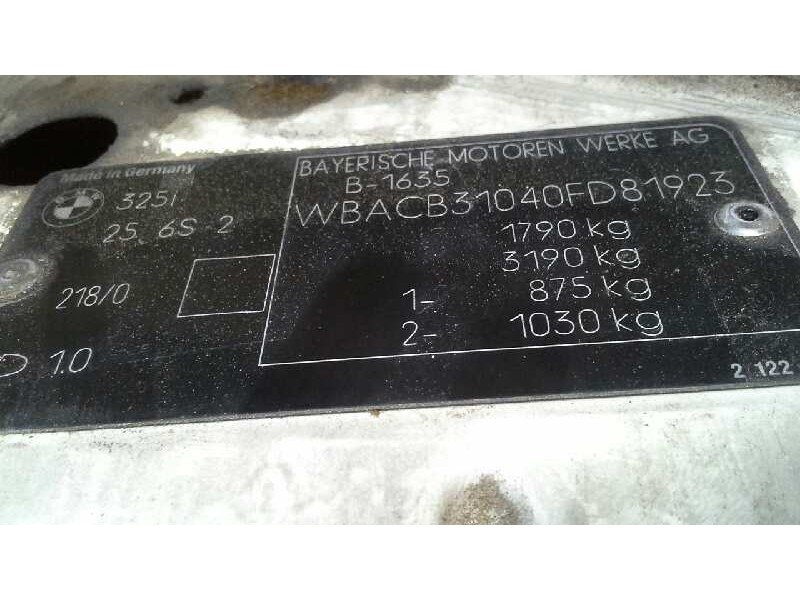 Made in Germany
BMW 325I
25 6S-2
218/0
1.0
BAYERISCHE MOTOREN WERKE AG
B-1635
WBACB31040FD81923
1790 kg
3190 kg
1- 875 kg
2- 1030 kg
2 122